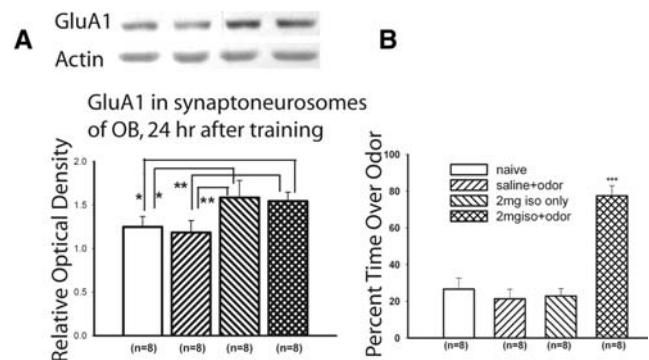 A
GluA1
Actin
GluA1 in synaptoneurosomes
of OB, 24 hr after training
Relative Optical Density
2.0
1.5
1.0
0.5
0.0
*
*
**
**
(n=8) (n=8) (n=8) (n=8)
B
Percent Time Over Odor
100
80
60
40
20
0
naive
saline+odor
2mg iso only
2mgiso+odor
***
(n=8) (n=8) (n=8) (n=8)